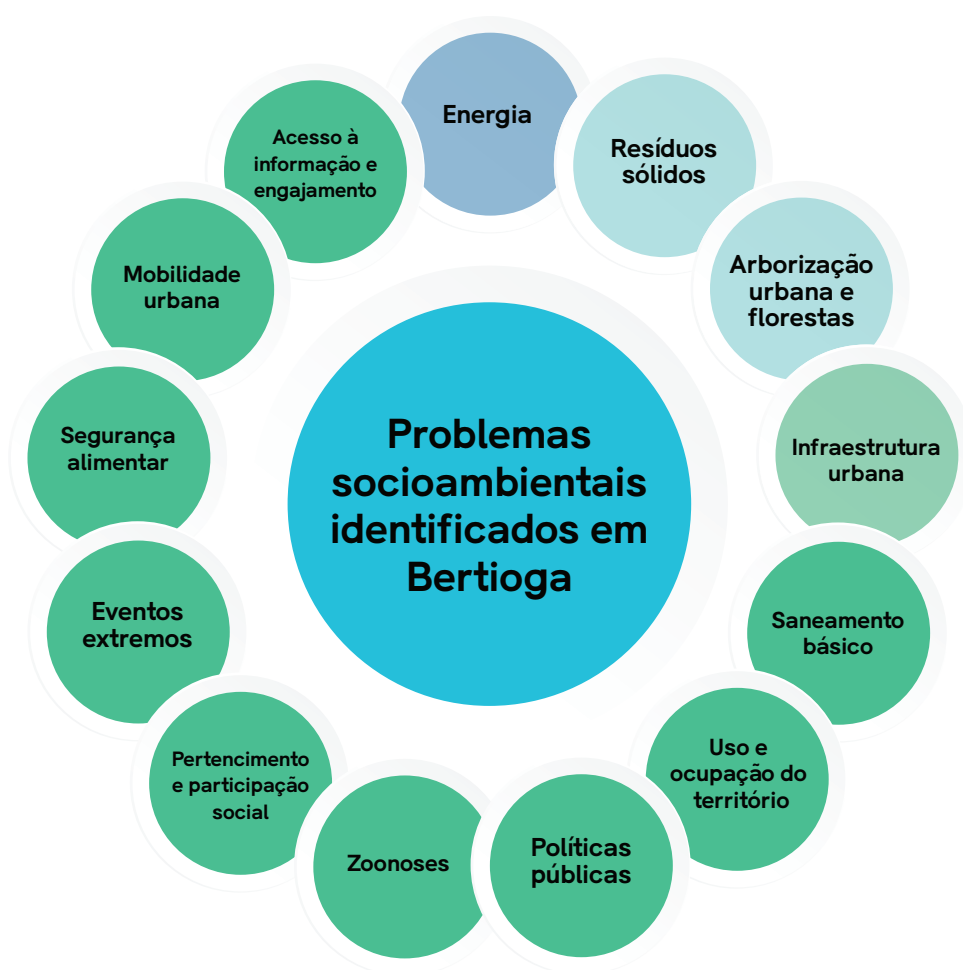 Energia
Resíduos
sólidos
Arborização
urbana e
florestas
Infraestrutura
urbana
Saneamento
básico
Uso e
ocupação do
território
Políticas
públicas
Zoonoses
Pertencimento
e participação
social
Eventos
extremos
Segurança
alimentar
Mobilidade
urbana
Acesso à
informação e
engajamento
Problemas
socioambientais
identificados em
Bertioga